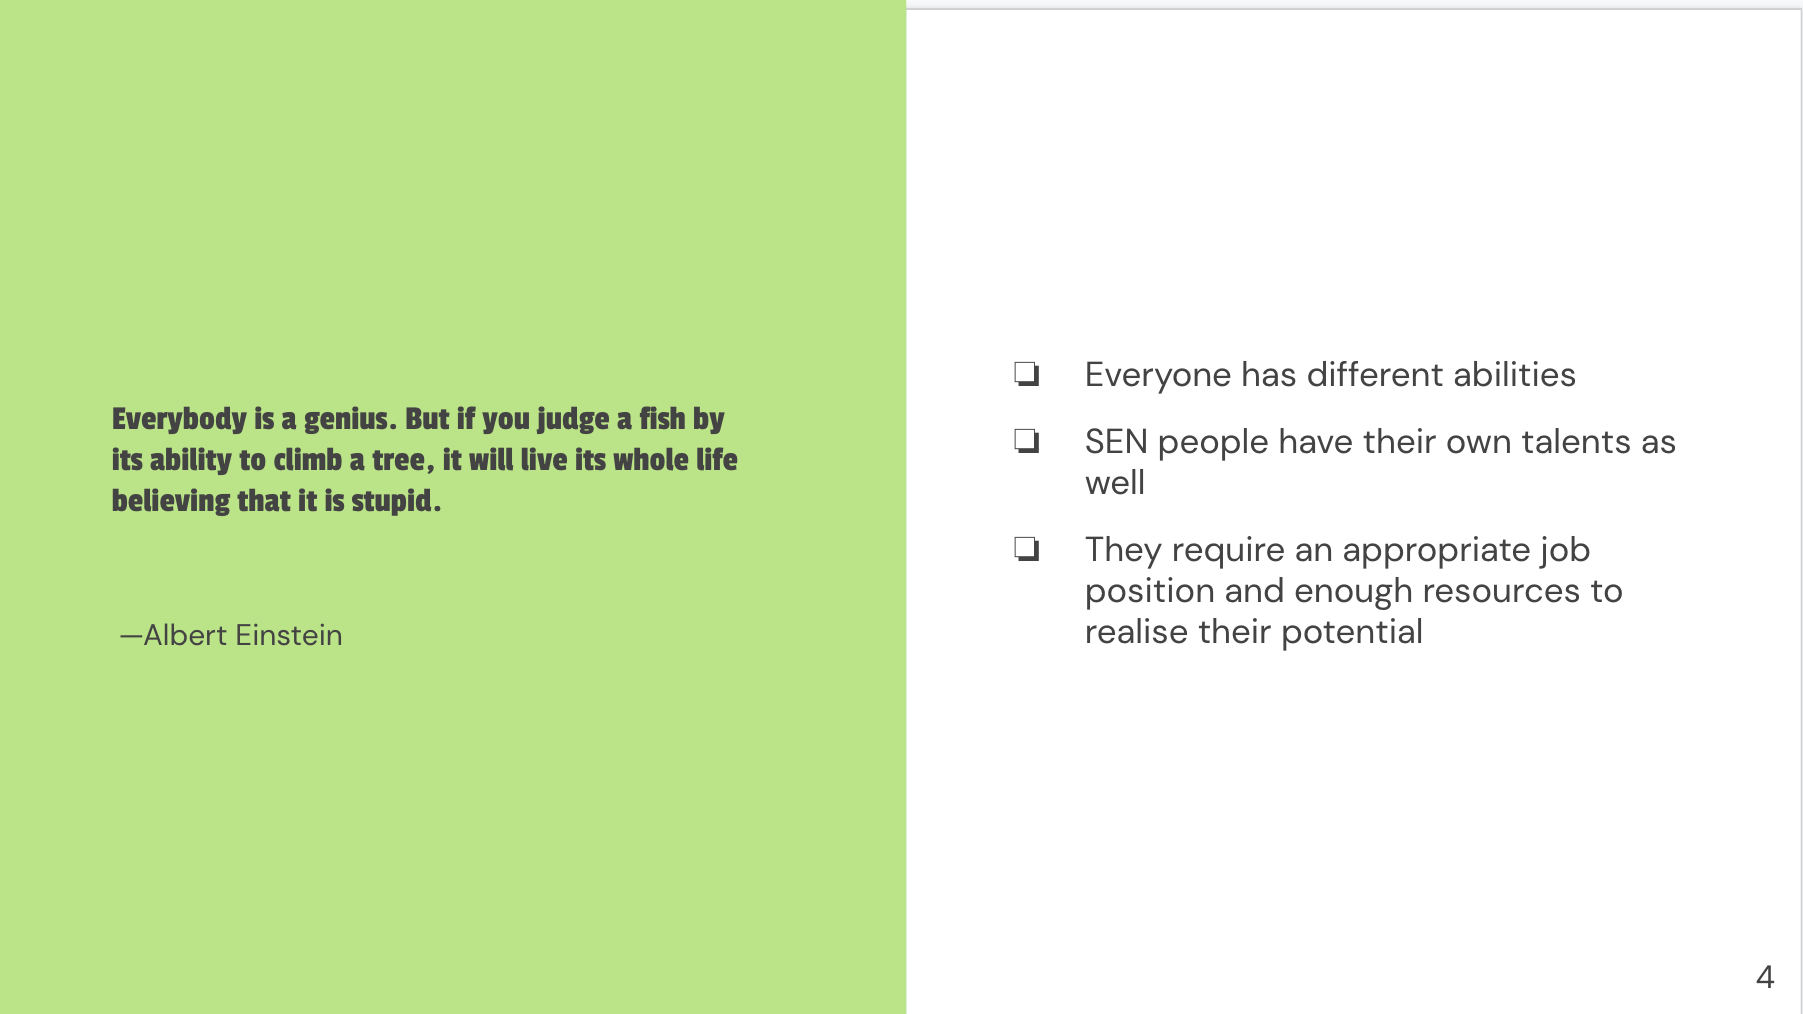 Everybody is a genius. But if you judge a fish by
its ability to climb a tree, it will live its whole life
believing that it is stupid.
—Albert Einstein
❏ Everyone has different abilities
❏ SEN people have their own talents as
well
❏ They require an appropriate job
position and enough resources to
realise their potential
4